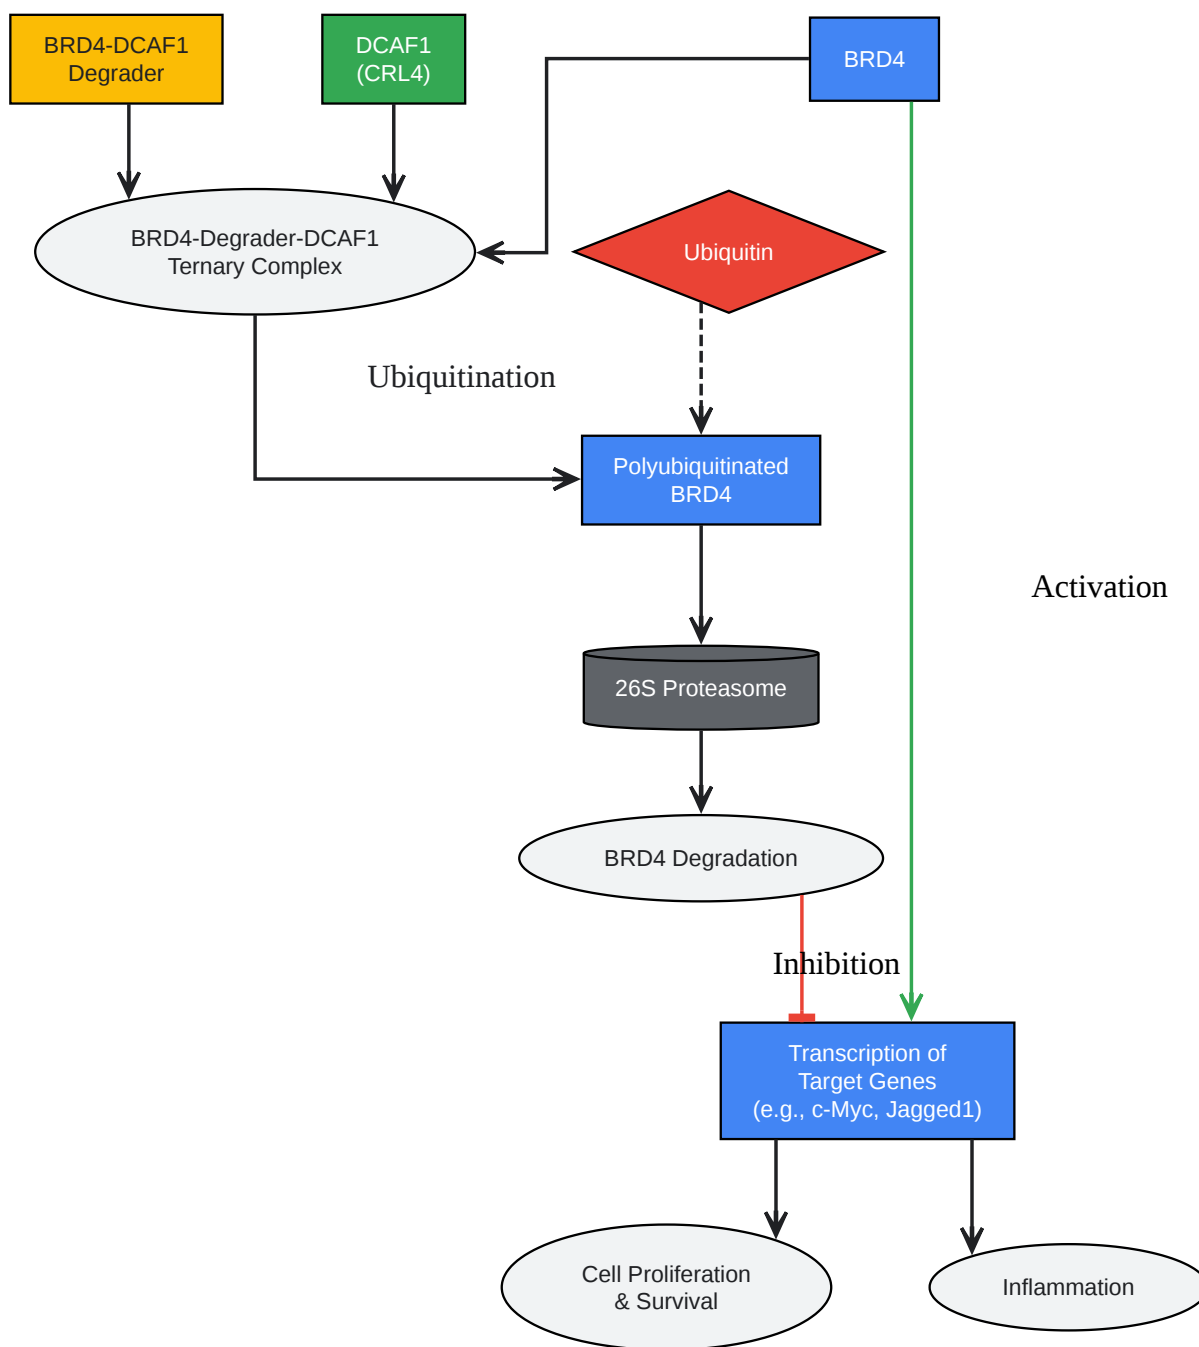 BRD4-DCAF1
Degrader
DCAF1
(CRL4)
BRD4
BRD4-Degrader-DCAF1
Ternary Complex
Ubiquitin
Ubiquitination
Polyubiquitinated
BRD4
Activation
26S Proteasome
BRD4 Degradation
Inhibition
Transcription of
Target Genes
(e.g., c-Myc, Jagged1)
Cell Proliferation
& Survival
Inflammation